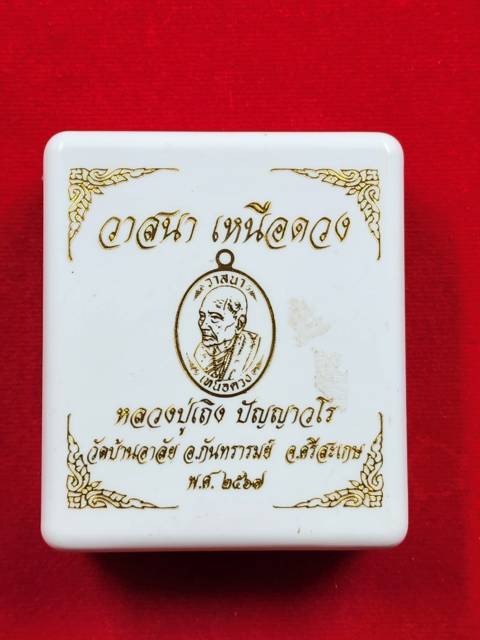 วาสนา เหนือดวง
วาสนา
เหนือดวง
หลวงปู่เถิง ปัญญาวโร
วัดบ้านอาลัย อ.กันทรารมย์ จ.ศรีสะเกษ
พ.ศ. ๒๕๖๗